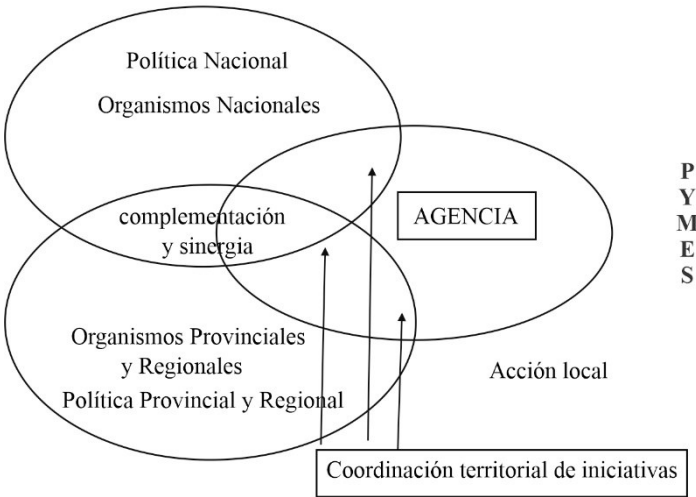 Política Nacional
Organismos Nacionales
complementación
y sinergia
AGENCIA
P
Y
M
E
S
Organismos Provinciales
y Regionales
Política Provincial y Regional
Acción local
Coordinación territorial de iniciativas